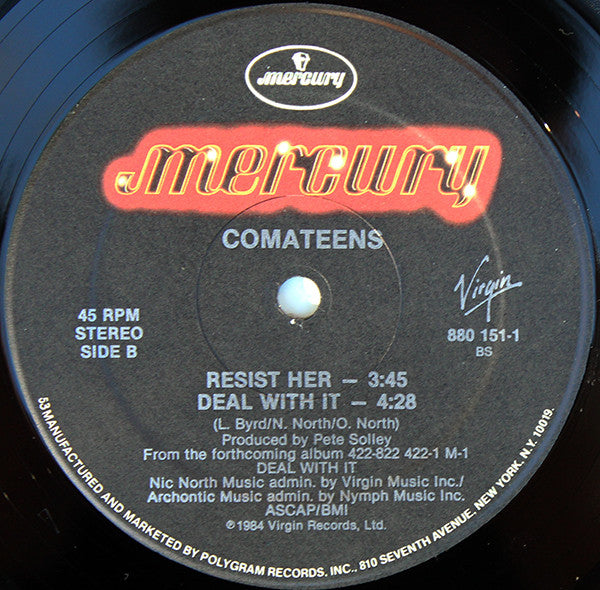 mercury
mercury
COMATEENS
45 RPM
STEREO
SIDE B
Virgin
880 151-1
BS
RESIST HER — 3:45
DEAL WITH IT — 4:28
(L. Byrd/N. North/O. North)
Produced by Pete Solley
From the forthcoming album 422-822 422-1 M-1
DEAL WITH IT
Nic North Music admin. by Virgin Music Inc./
Archontic Music admin. by Nymph Music Inc.
ASCAP/BMI
℗1984 Virgin Records, Ltd.
53 MANUFACTURED AND MARKETED BY POLYGRAM RECORDS, INC., 810 SEVENTH AVENUE, NEW YORK, N.Y. 10019.